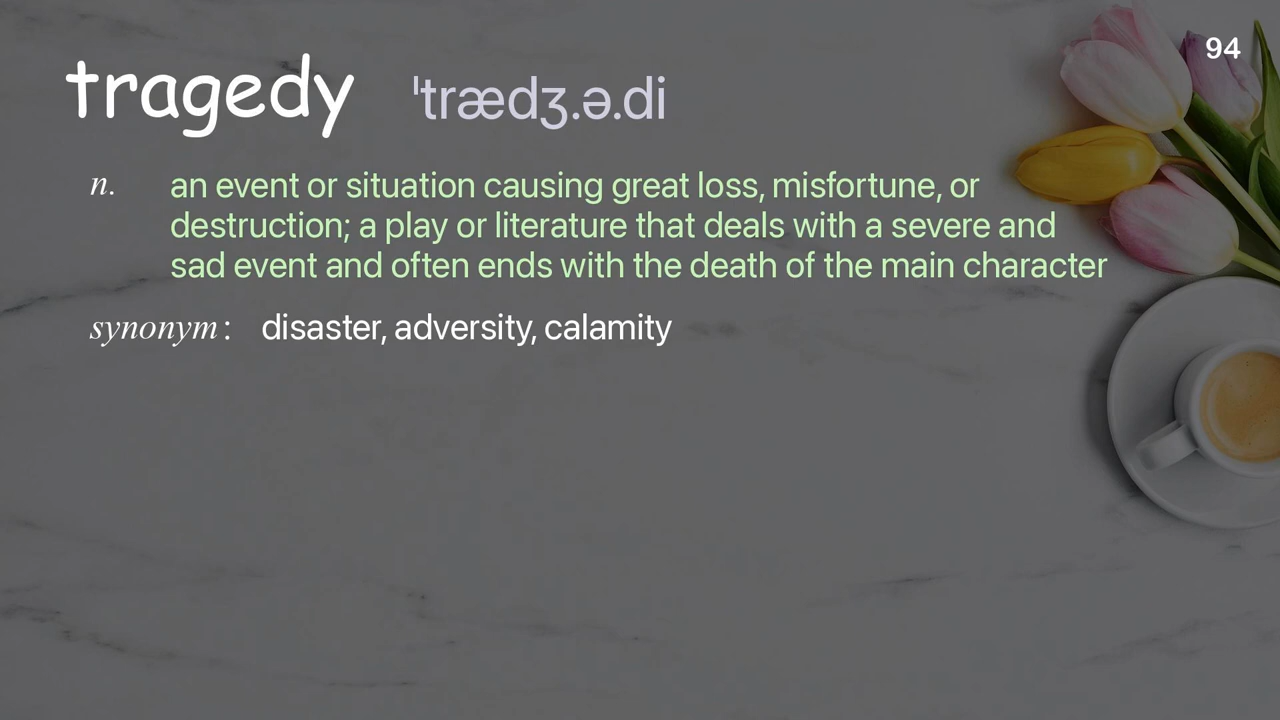 94
tragedy ˈtrædʒ.ə.di
n. an event or situation causing great loss, misfortune, or
destruction; a play or literature that deals with a severe and
sad event and often ends with the death of the main character
synonym: disaster, adversity, calamity